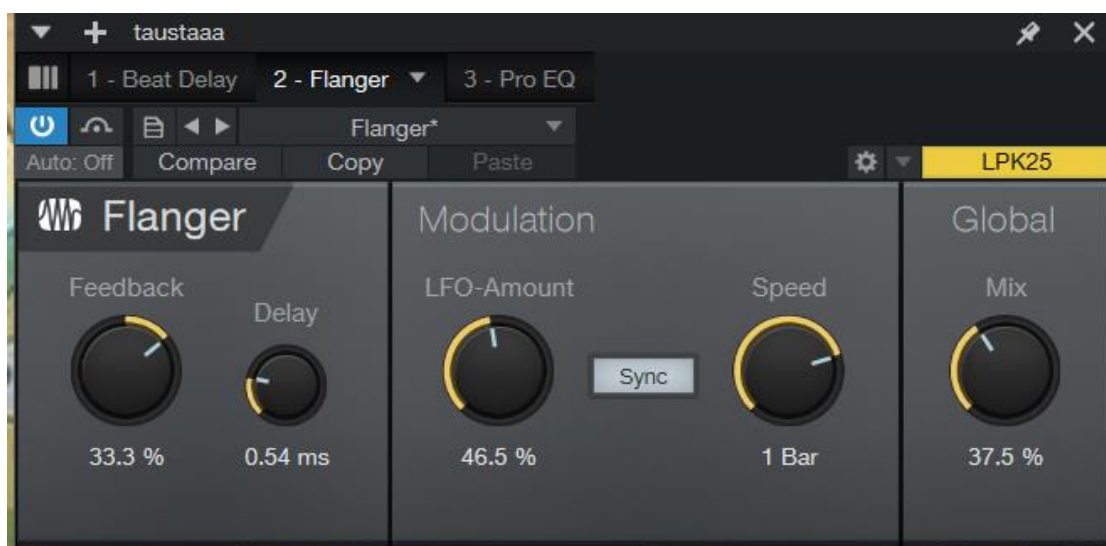 taustaaa
1 - Beat Delay 2 - Flanger 3 - Pro EQ
Flanger*
Auto: Off Compare Copy Paste LPK25
Flanger Modulation Global
Feedback Delay LFO-Amount Speed Mix
Sync
33.3 % 0.54 ms 46.5 % 1 Bar 37.5 %